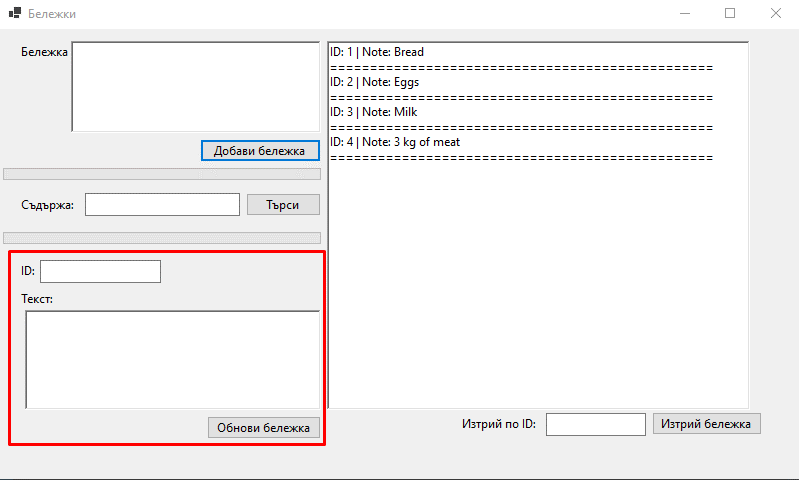 Бележки
Бележка
Добави бележка
Съдържа:
Търси
ID:
Текст:
Обнови бележка
ID: 1 | Note: Bread
==================================================
ID: 2 | Note: Eggs
==================================================
ID: 3 | Note: Milk
==================================================
ID: 4 | Note: 3 kg of meat
==================================================
Изтрий по ID:
Изтрий бележка